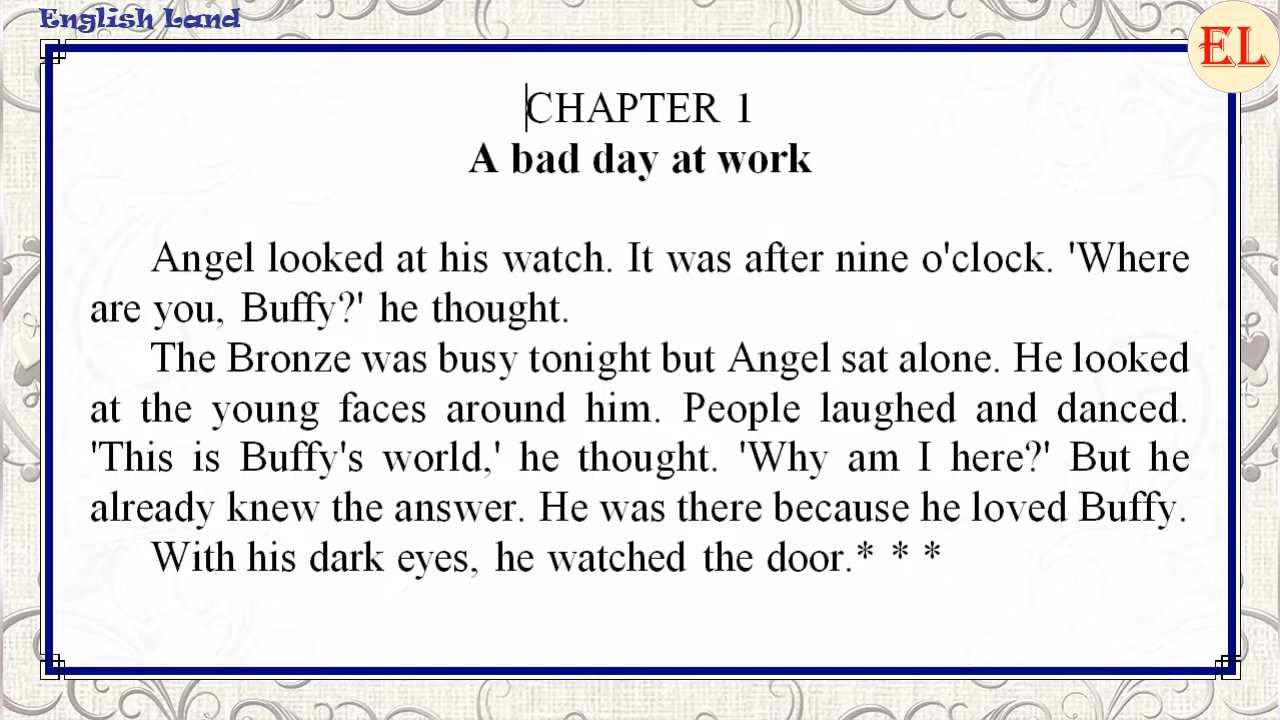 English Land
EL
CHAPTER 1
A bad day at work
Angel looked at his watch. It was after nine o'clock. 'Where
are you, Buffy?' he thought.
The Bronze was busy tonight but Angel sat alone. He looked
at the young faces around him. People laughed and danced.
'This is Buffy's world,' he thought. 'Why am I here?' But he
already knew the answer. He was there because he loved Buffy.
With his dark eyes, he watched the door.* * *